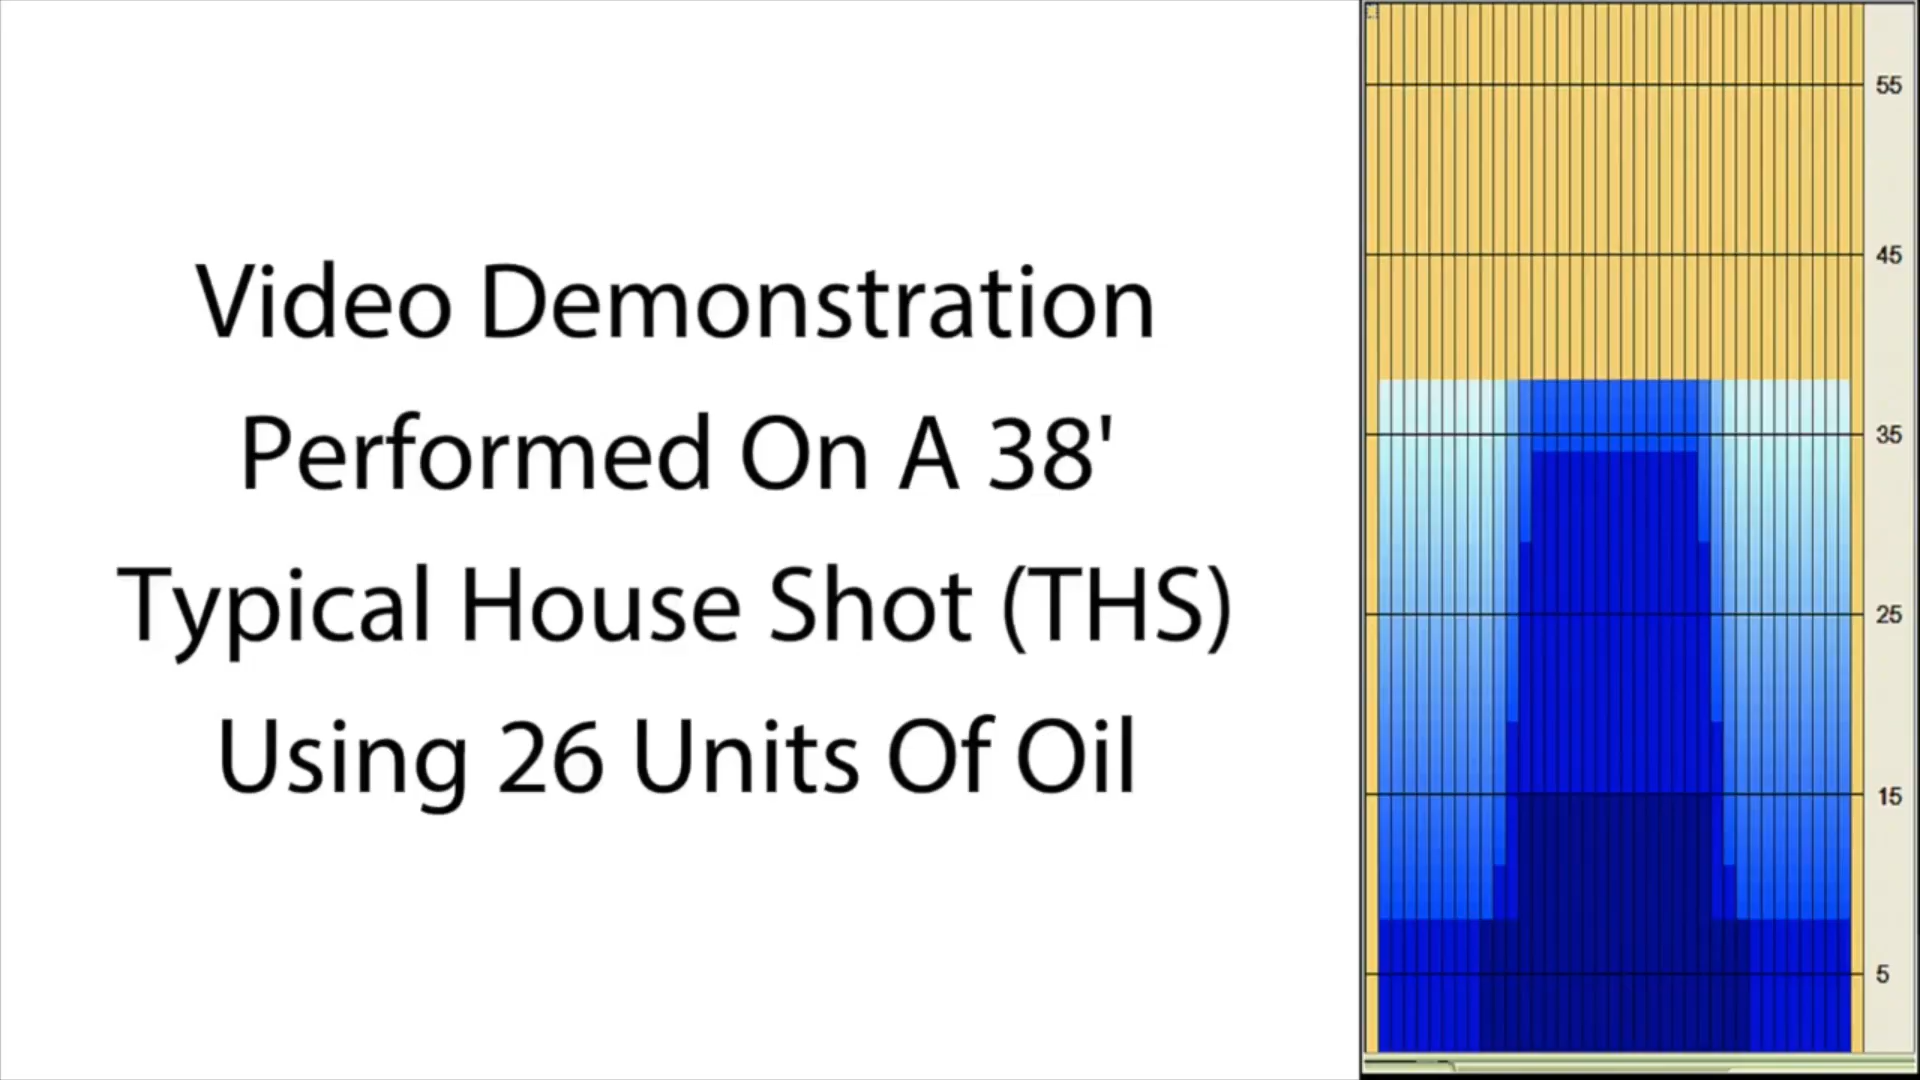 Video Demonstration
Performed On A 38'
Typical House Shot (THS)
Using 26 Units Of Oil
55
45
35
25
15
5